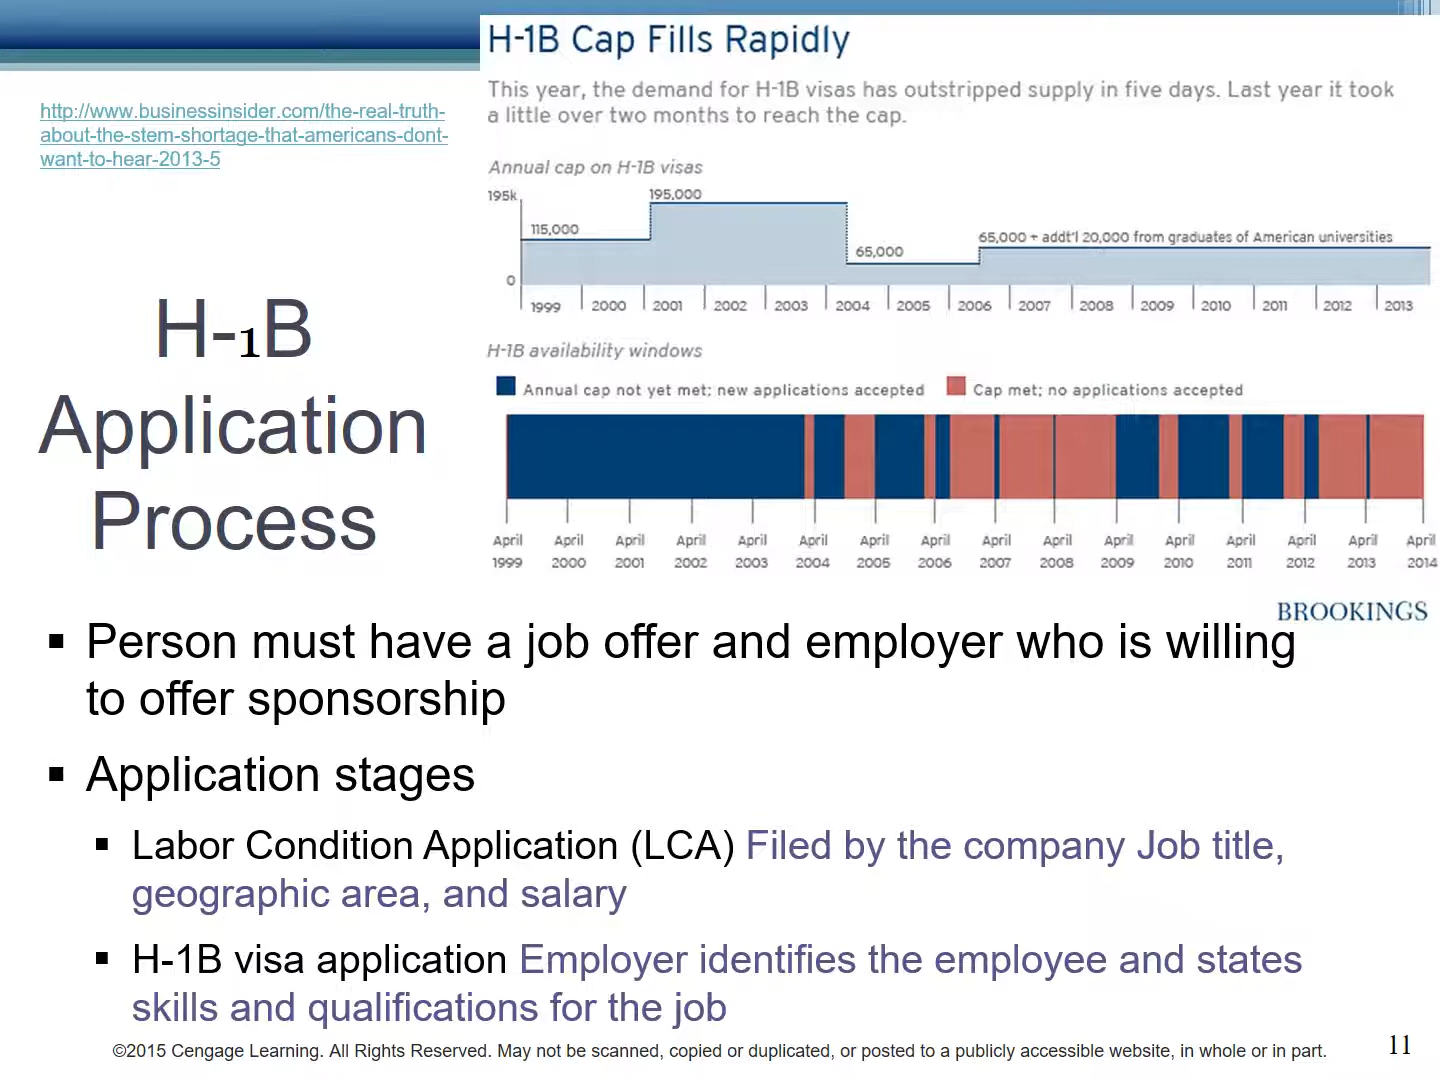 H-1B Cap Fills Rapidly
This year, the demand for H-1B visas has outstripped supply in five days. Last year it took
a little over two months to reach the cap.
http://www.businessinsider.com/the-real-truth-
about-the-stem-shortage-that-americans-dont-
want-to-hear-2013-5
Annual cap on H-1B visas
195k
195,000
115,000
65,000
65,000 + addt'l 20,000 from graduates of American universities
0
1999 2000 2001 2002 2003 2004 2005 2006 2007 2008 2009 2010 2011 2012 2013
H-1B
Application
Process
H-1B availability windows
Annual cap not yet met; new applications accepted
Cap met; no applications accepted
April April April April April April April April April April April April April April April April
1999 2000 2001 2002 2003 2004 2005 2006 2007 2008 2009 2010 2011 2012 2013 2014
BROOKINGS
▪ Person must have a job offer and employer who is willing
to offer sponsorship
▪ Application stages
▪ Labor Condition Application (LCA) Filed by the company Job title,
geographic area, and salary
▪ H-1B visa application Employer identifies the employee and states
skills and qualifications for the job
©2015 Cengage Learning. All Rights Reserved. May not be scanned, copied or duplicated, or posted to a publicly accessible website, in whole or in part.
11